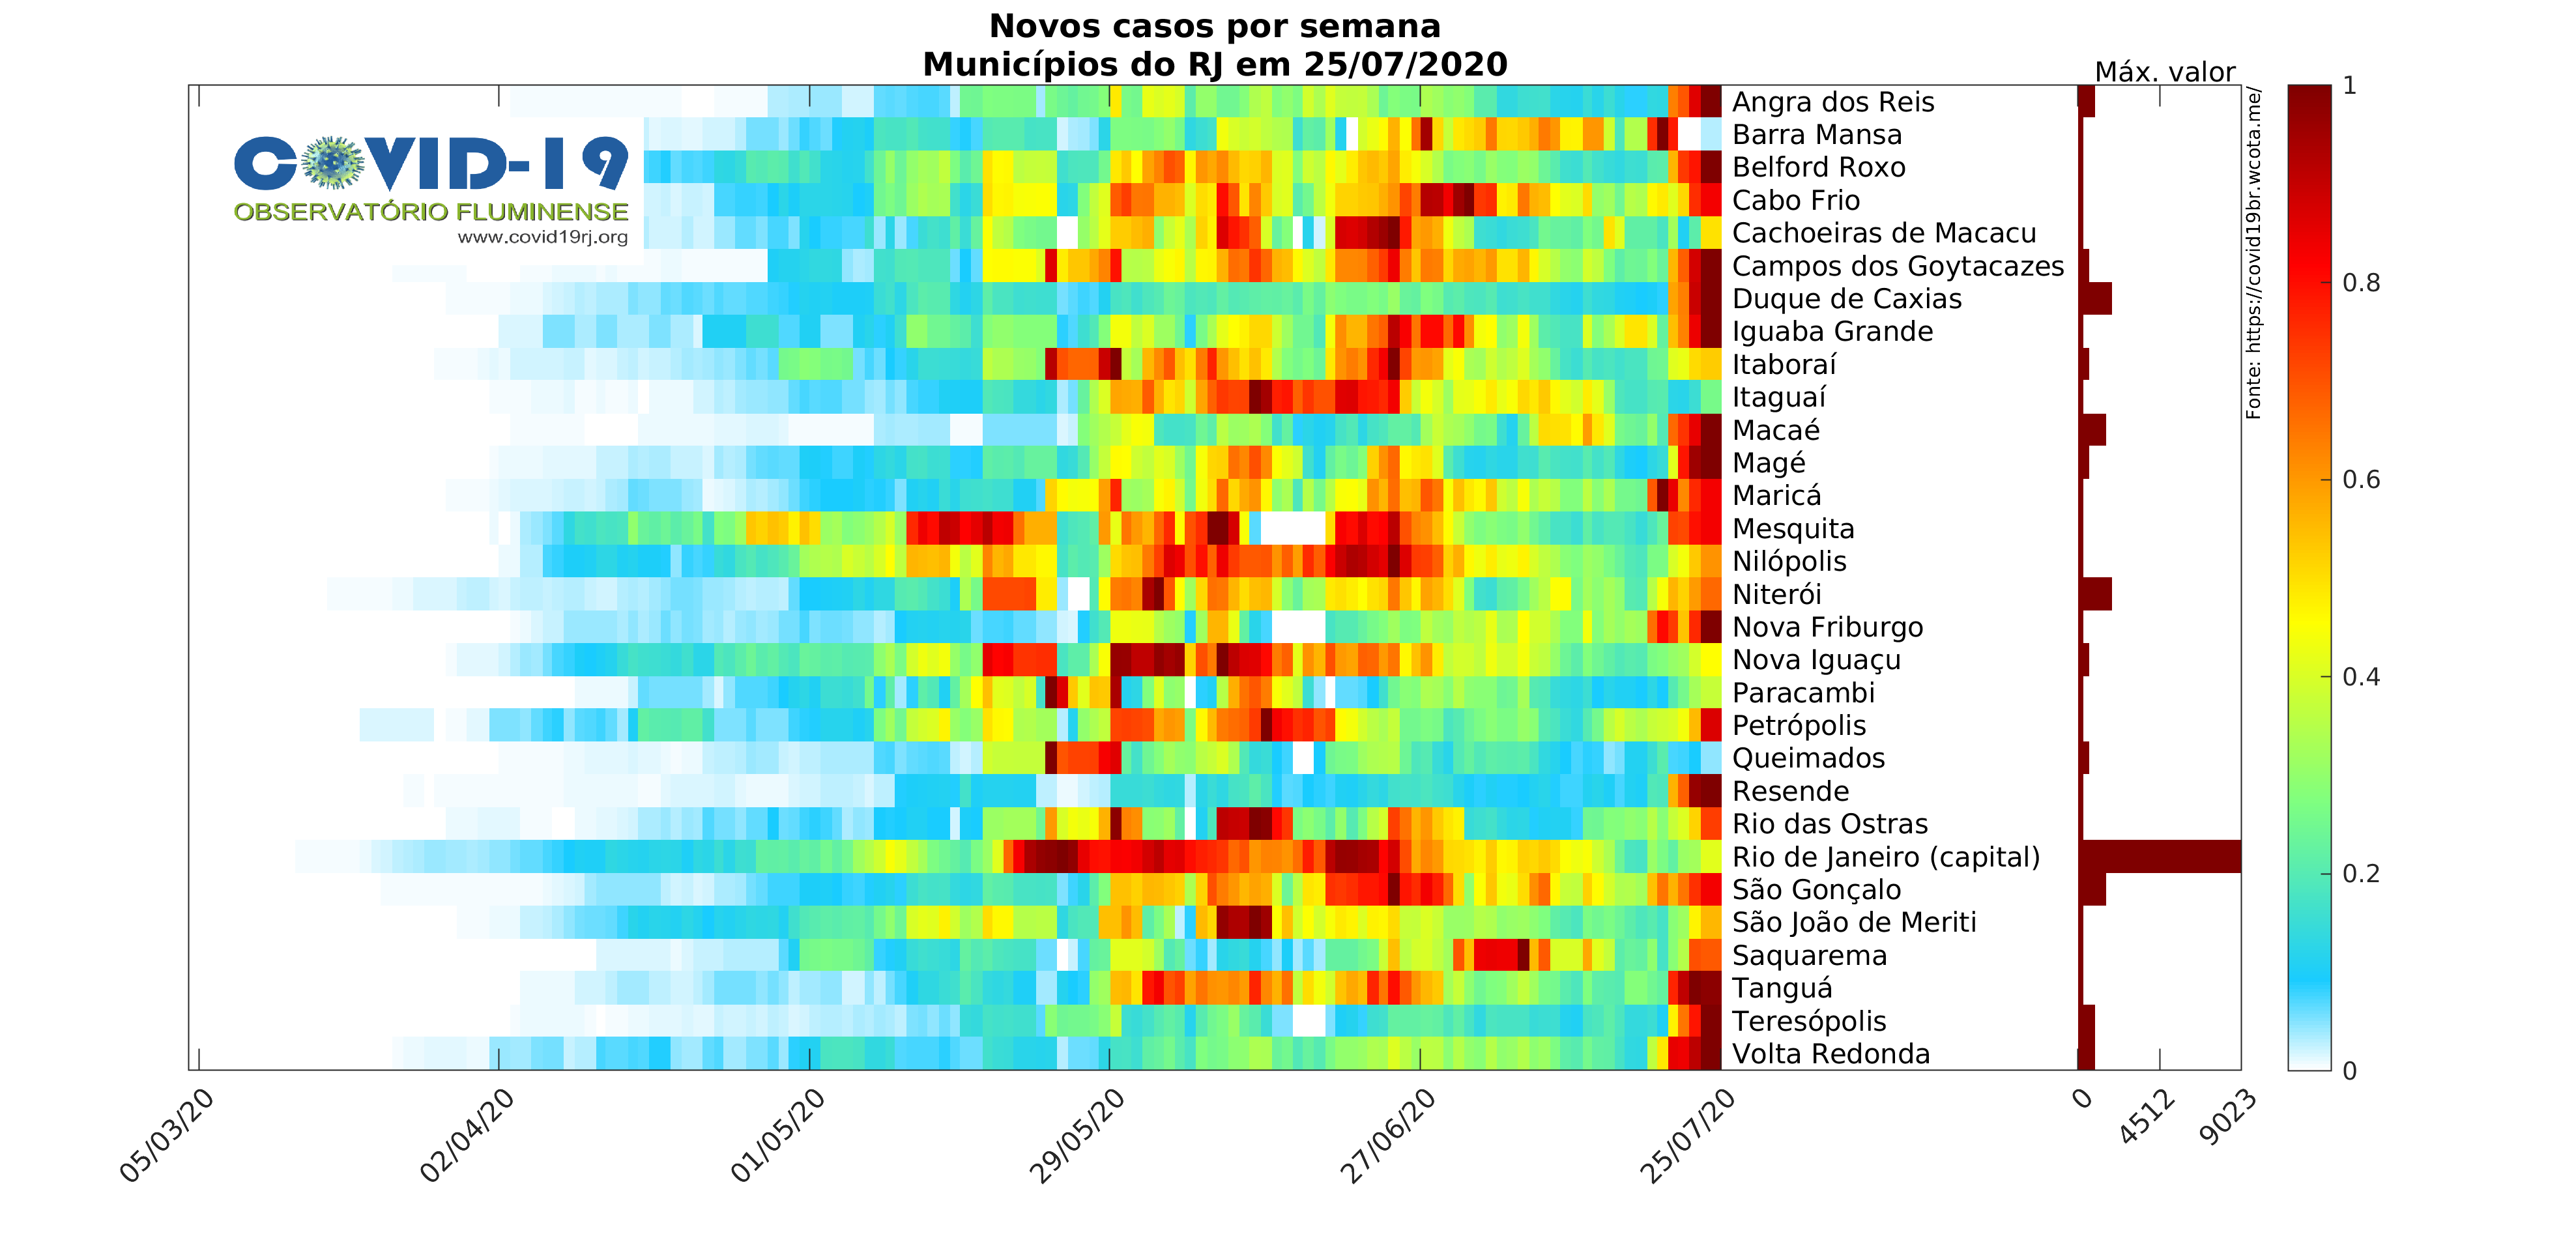 Novos casos por semana
Municípios do RJ em 25/07/2020
Máx. valor
COVID-19
OBSERVATÓRIO FLUMINENSE
www.covid19rj.org
Angra dos Reis
Barra Mansa
Belford Roxo
Cabo Frio
Cachoeiras de Macacu
Campos dos Goytacazes
Duque de Caxias
Iguaba Grande
Itaboraí
Itaguaí
Macaé
Magé
Maricá
Mesquita
Nilópolis
Niterói
Nova Friburgo
Nova Iguaçu
Paracambi
Petrópolis
Queimados
Resende
Rio das Ostras
Rio de Janeiro (capital)
São Gonçalo
São João de Meriti
Saquarema
Tanguá
Teresópolis
Volta Redonda
05/03/20
02/04/20
01/05/20
29/05/20
27/06/20
25/07/20
0
4512
9023
Fonte: https://covid19br.wcota.me/
1
0.8
0.6
0.4
0.2
0